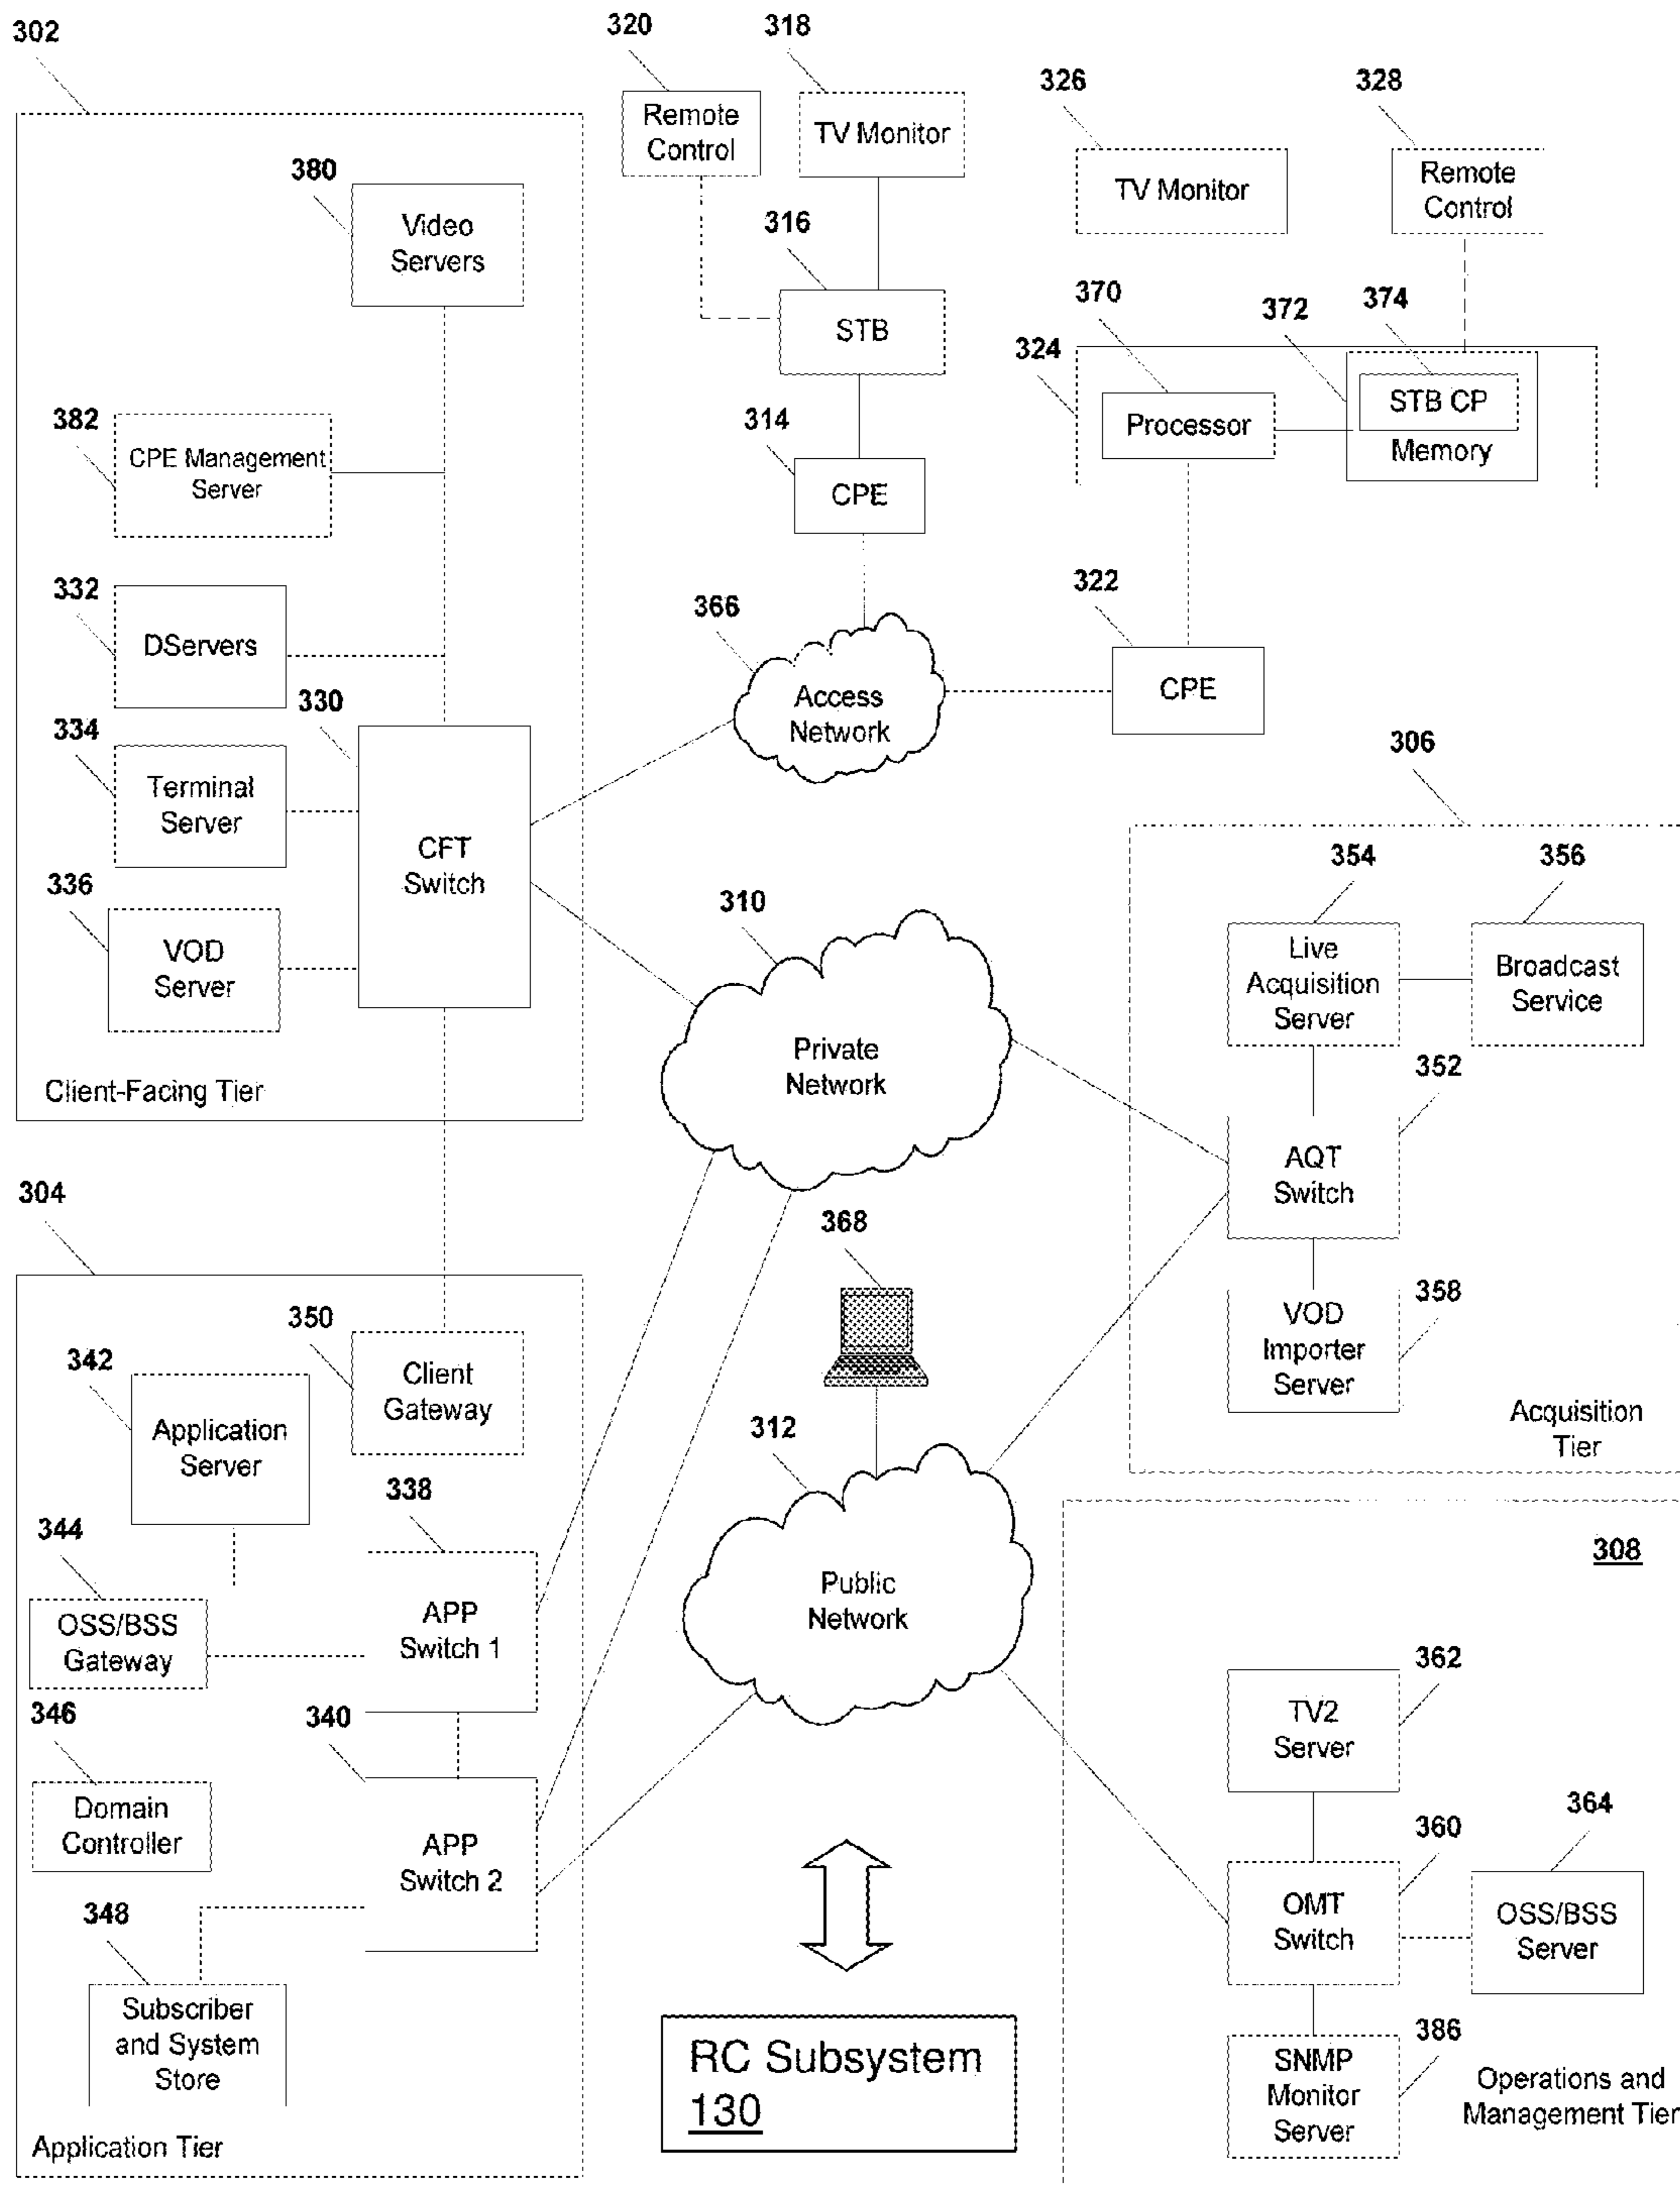 302
320
318
326
328
Remote
Control
TV Monitor
TV Monitor
Remote
Control
380
Video
Servers
316
STB
370
372
374
324
Processor
STB CP
Memory
382
CPE Management
Server
314
CPE
332
DServers
366
Access
Network
322
CPE
330
334
Terminal
Server
CFT
Switch
336
VOD
Server
Client-Facing Tier
306
354
356
Live
Acquisition
Server
Broadcast
Service
310
Private
Network
352
AQT
Switch
358
VOD
Importer
Server
Acquisition
Tier
304
368
350
Client
Gateway
342
Application
Server
312
Public
Network
338
344
OSS/BSS
Gateway
APP
Switch 1
308
346
340
Domain
Controller
APP
Switch 2
362
TV2
Server
360
364
OMT
Switch
OSS/BSS
Server
348
Subscriber
and System
Store
Application Tier
RC Subsystem
130
386
SNMP
Monitor
Server
Operations and
Management Tier